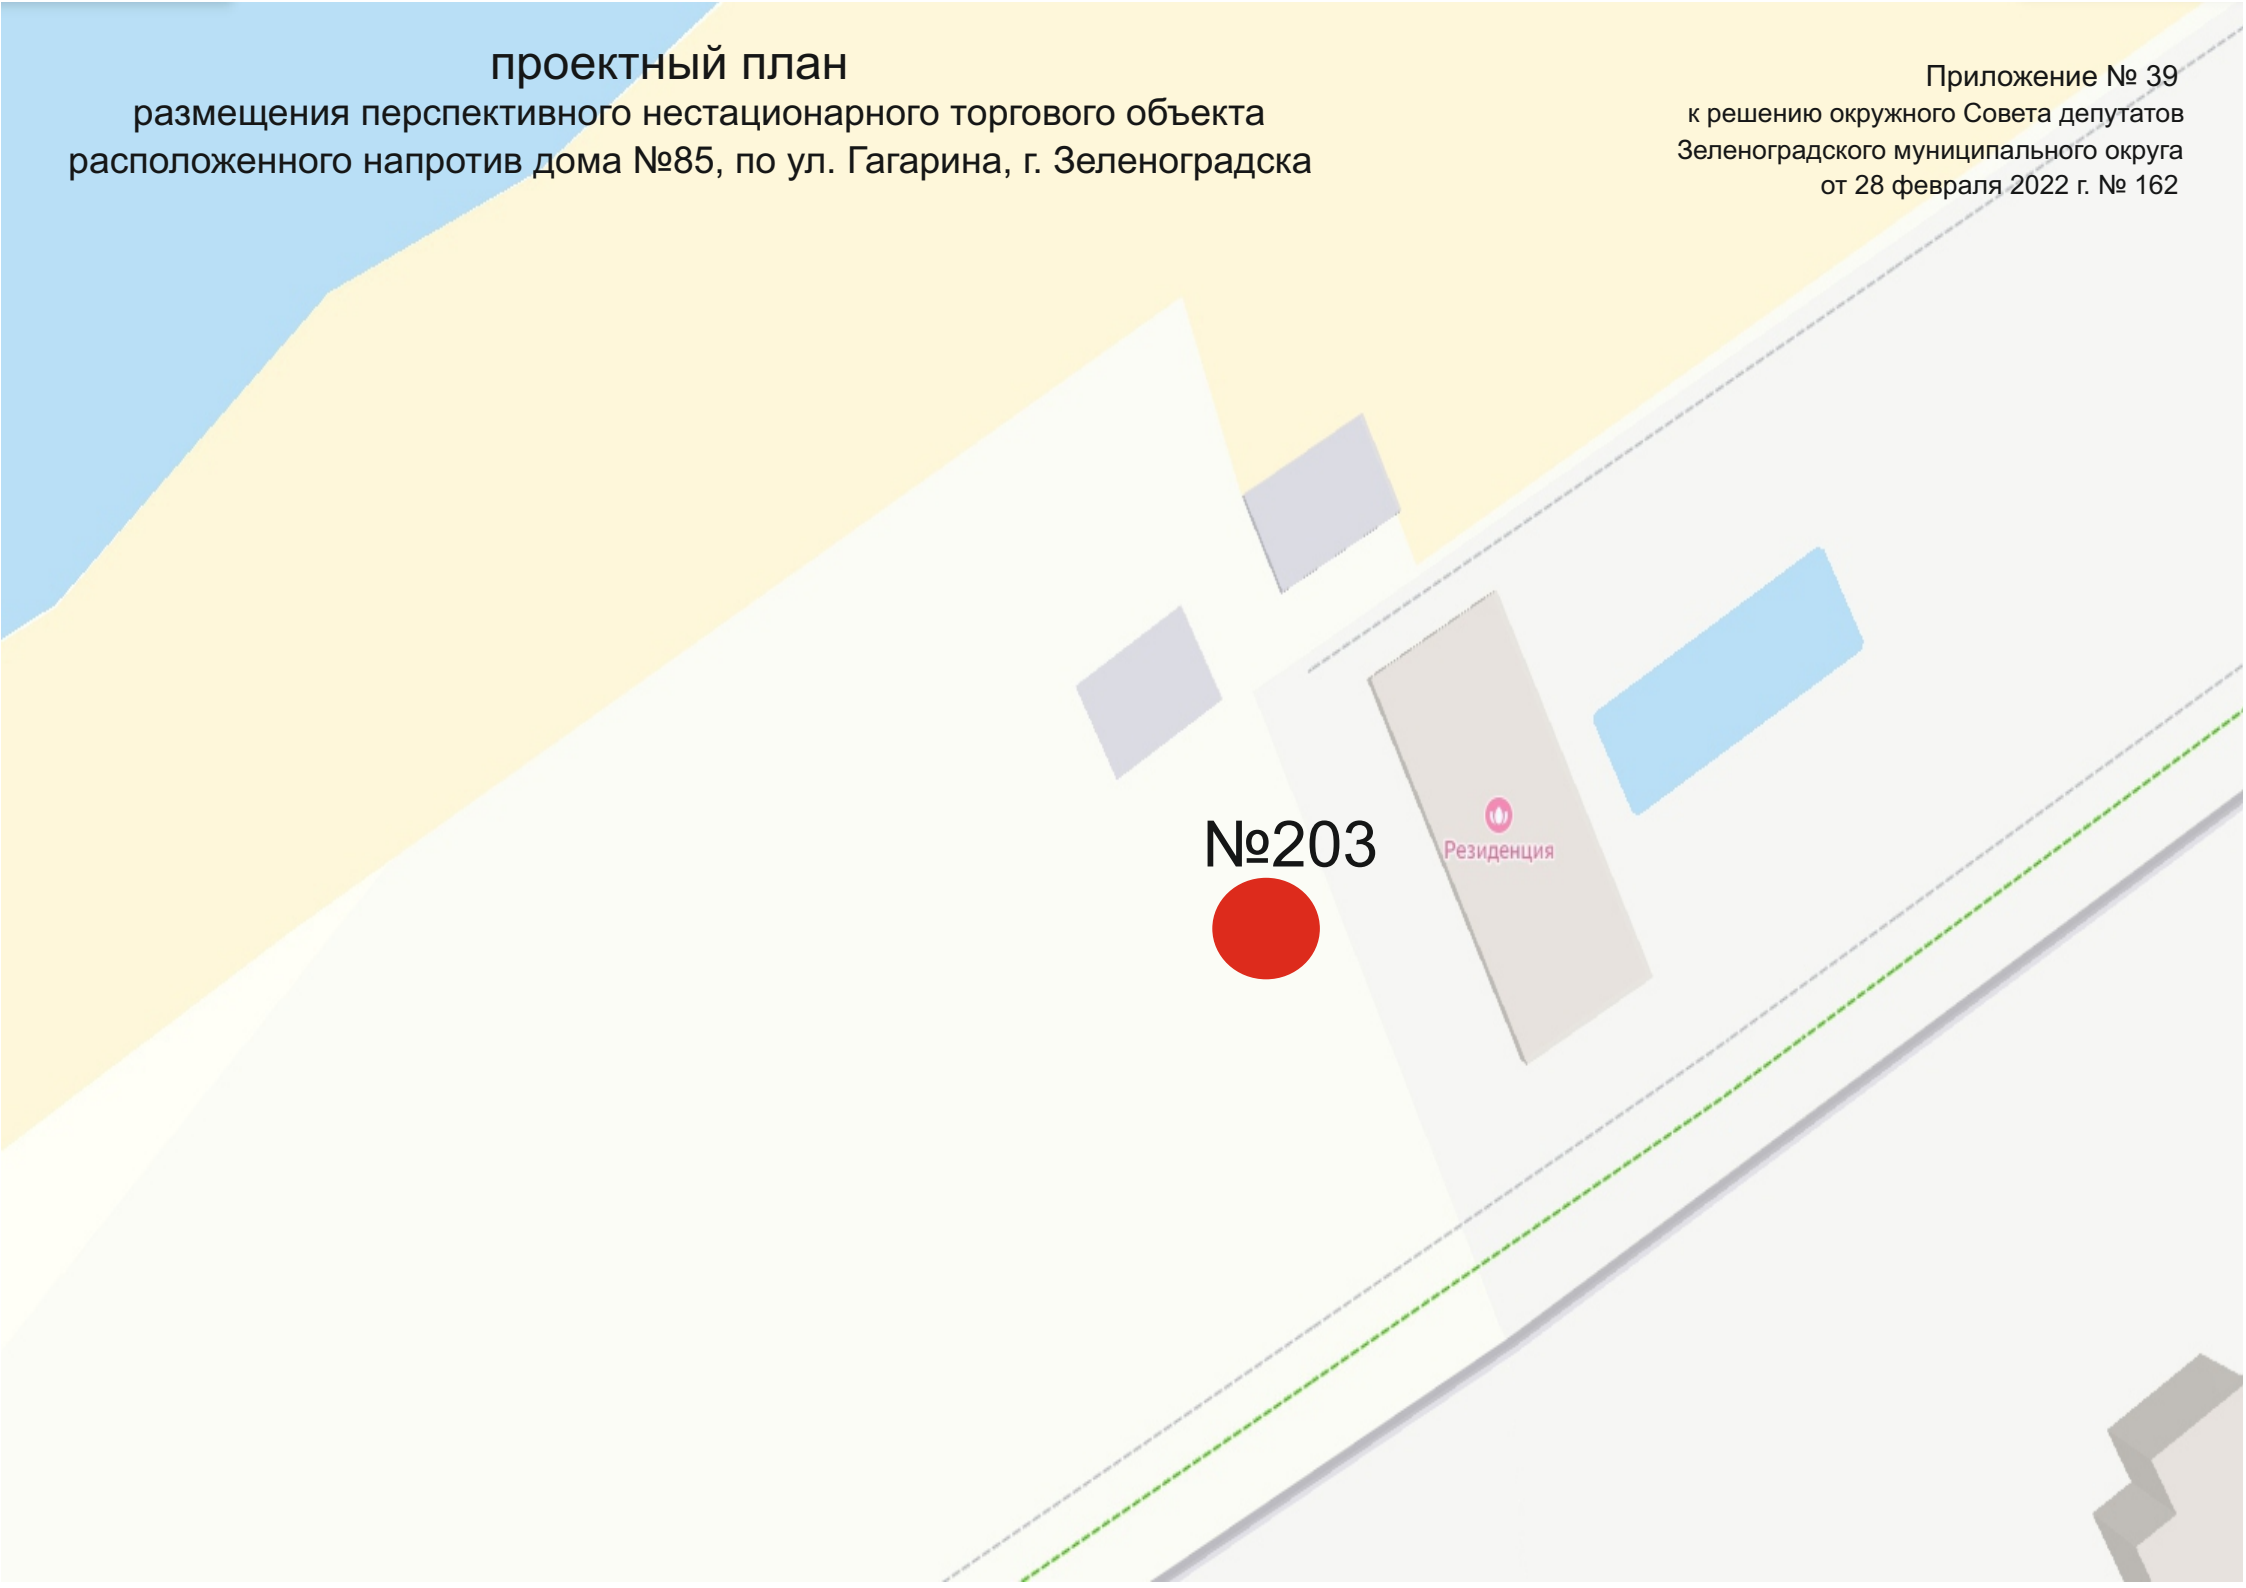 проектный план
размещения перспективного нестационарного торгового объекта
расположенного напротив дома №85, по ул. Гагарина, г. Зеленоградска
Приложение № 39
к решению окружного Совета депутатов
Зеленоградского муниципального округа
от 28 февраля 2022 г. № 162
№203
Резиденция